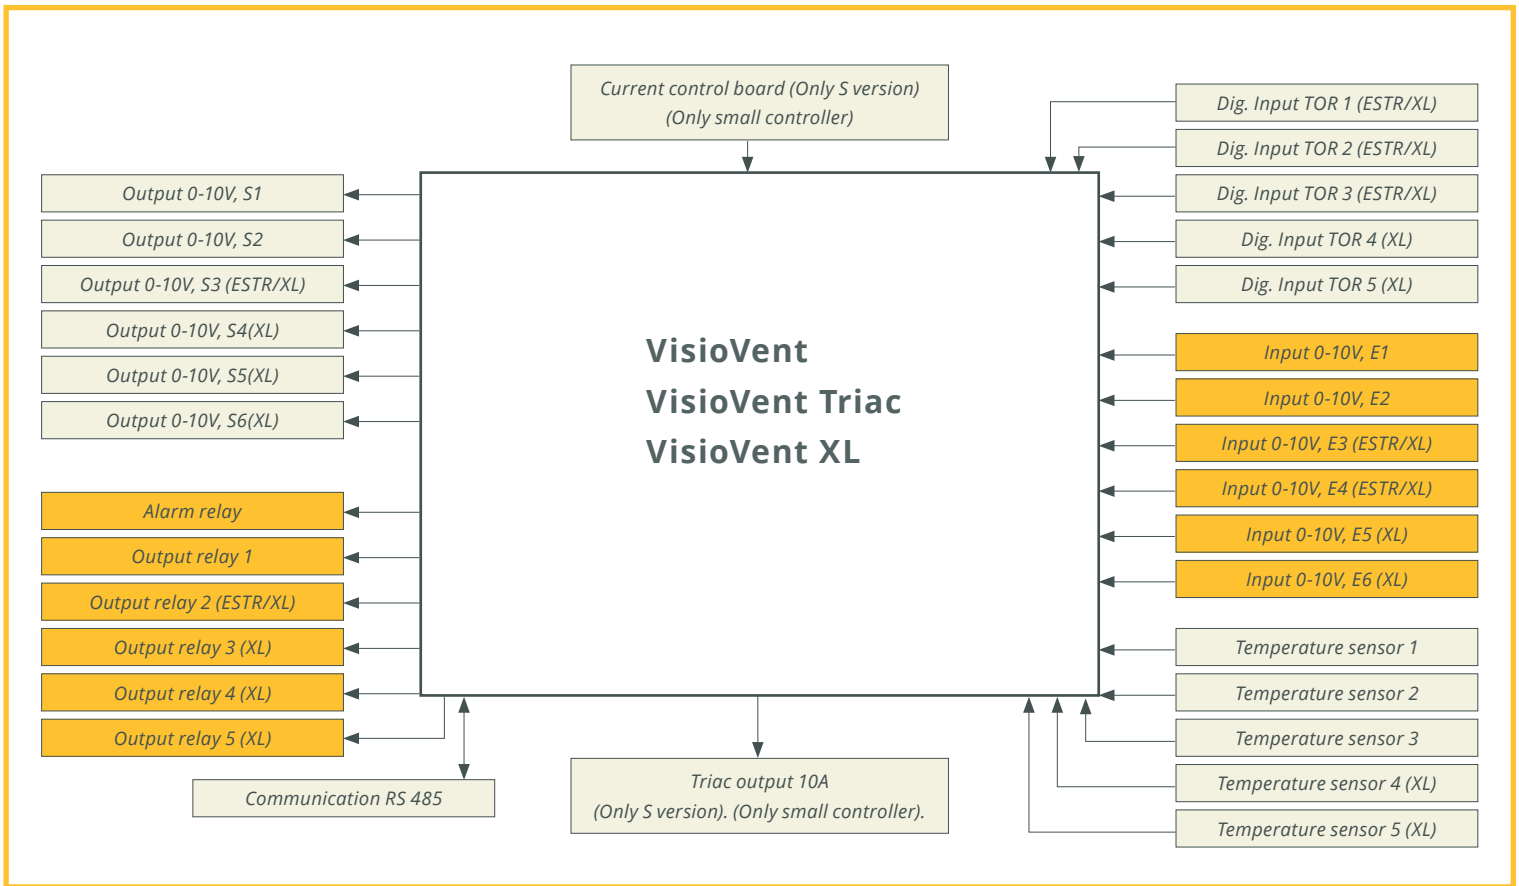 Current control board (Only S version)
(Only small controller)
Output 0-10V, S1
Output 0-10V, S2
Output 0-10V, S3 (ESTR/XL)
Output 0-10V, S4(XL)
Output 0-10V, S5(XL)
Output 0-10V, S6(XL)
Alarm relay
Output relay 1
Output relay 2 (ESTR/XL)
Output relay 3 (XL)
Output relay 4 (XL)
Output relay 5 (XL)
Communication RS 485
VisioVent
VisioVent Triac
VisioVent XL
Triac output 10A
(Only S version). (Only small controller).
Dig. Input TOR 1 (ESTR/XL)
Dig. Input TOR 2 (ESTR/XL)
Dig. Input TOR 3 (ESTR/XL)
Dig. Input TOR 4 (XL)
Dig. Input TOR 5 (XL)
Input 0-10V, E1
Input 0-10V, E2
Input 0-10V, E3 (ESTR/XL)
Input 0-10V, E4 (ESTR/XL)
Input 0-10V, E5 (XL)
Input 0-10V, E6 (XL)
Temperature sensor 1
Temperature sensor 2
Temperature sensor 3
Temperature sensor 4 (XL)
Temperature sensor 5 (XL)